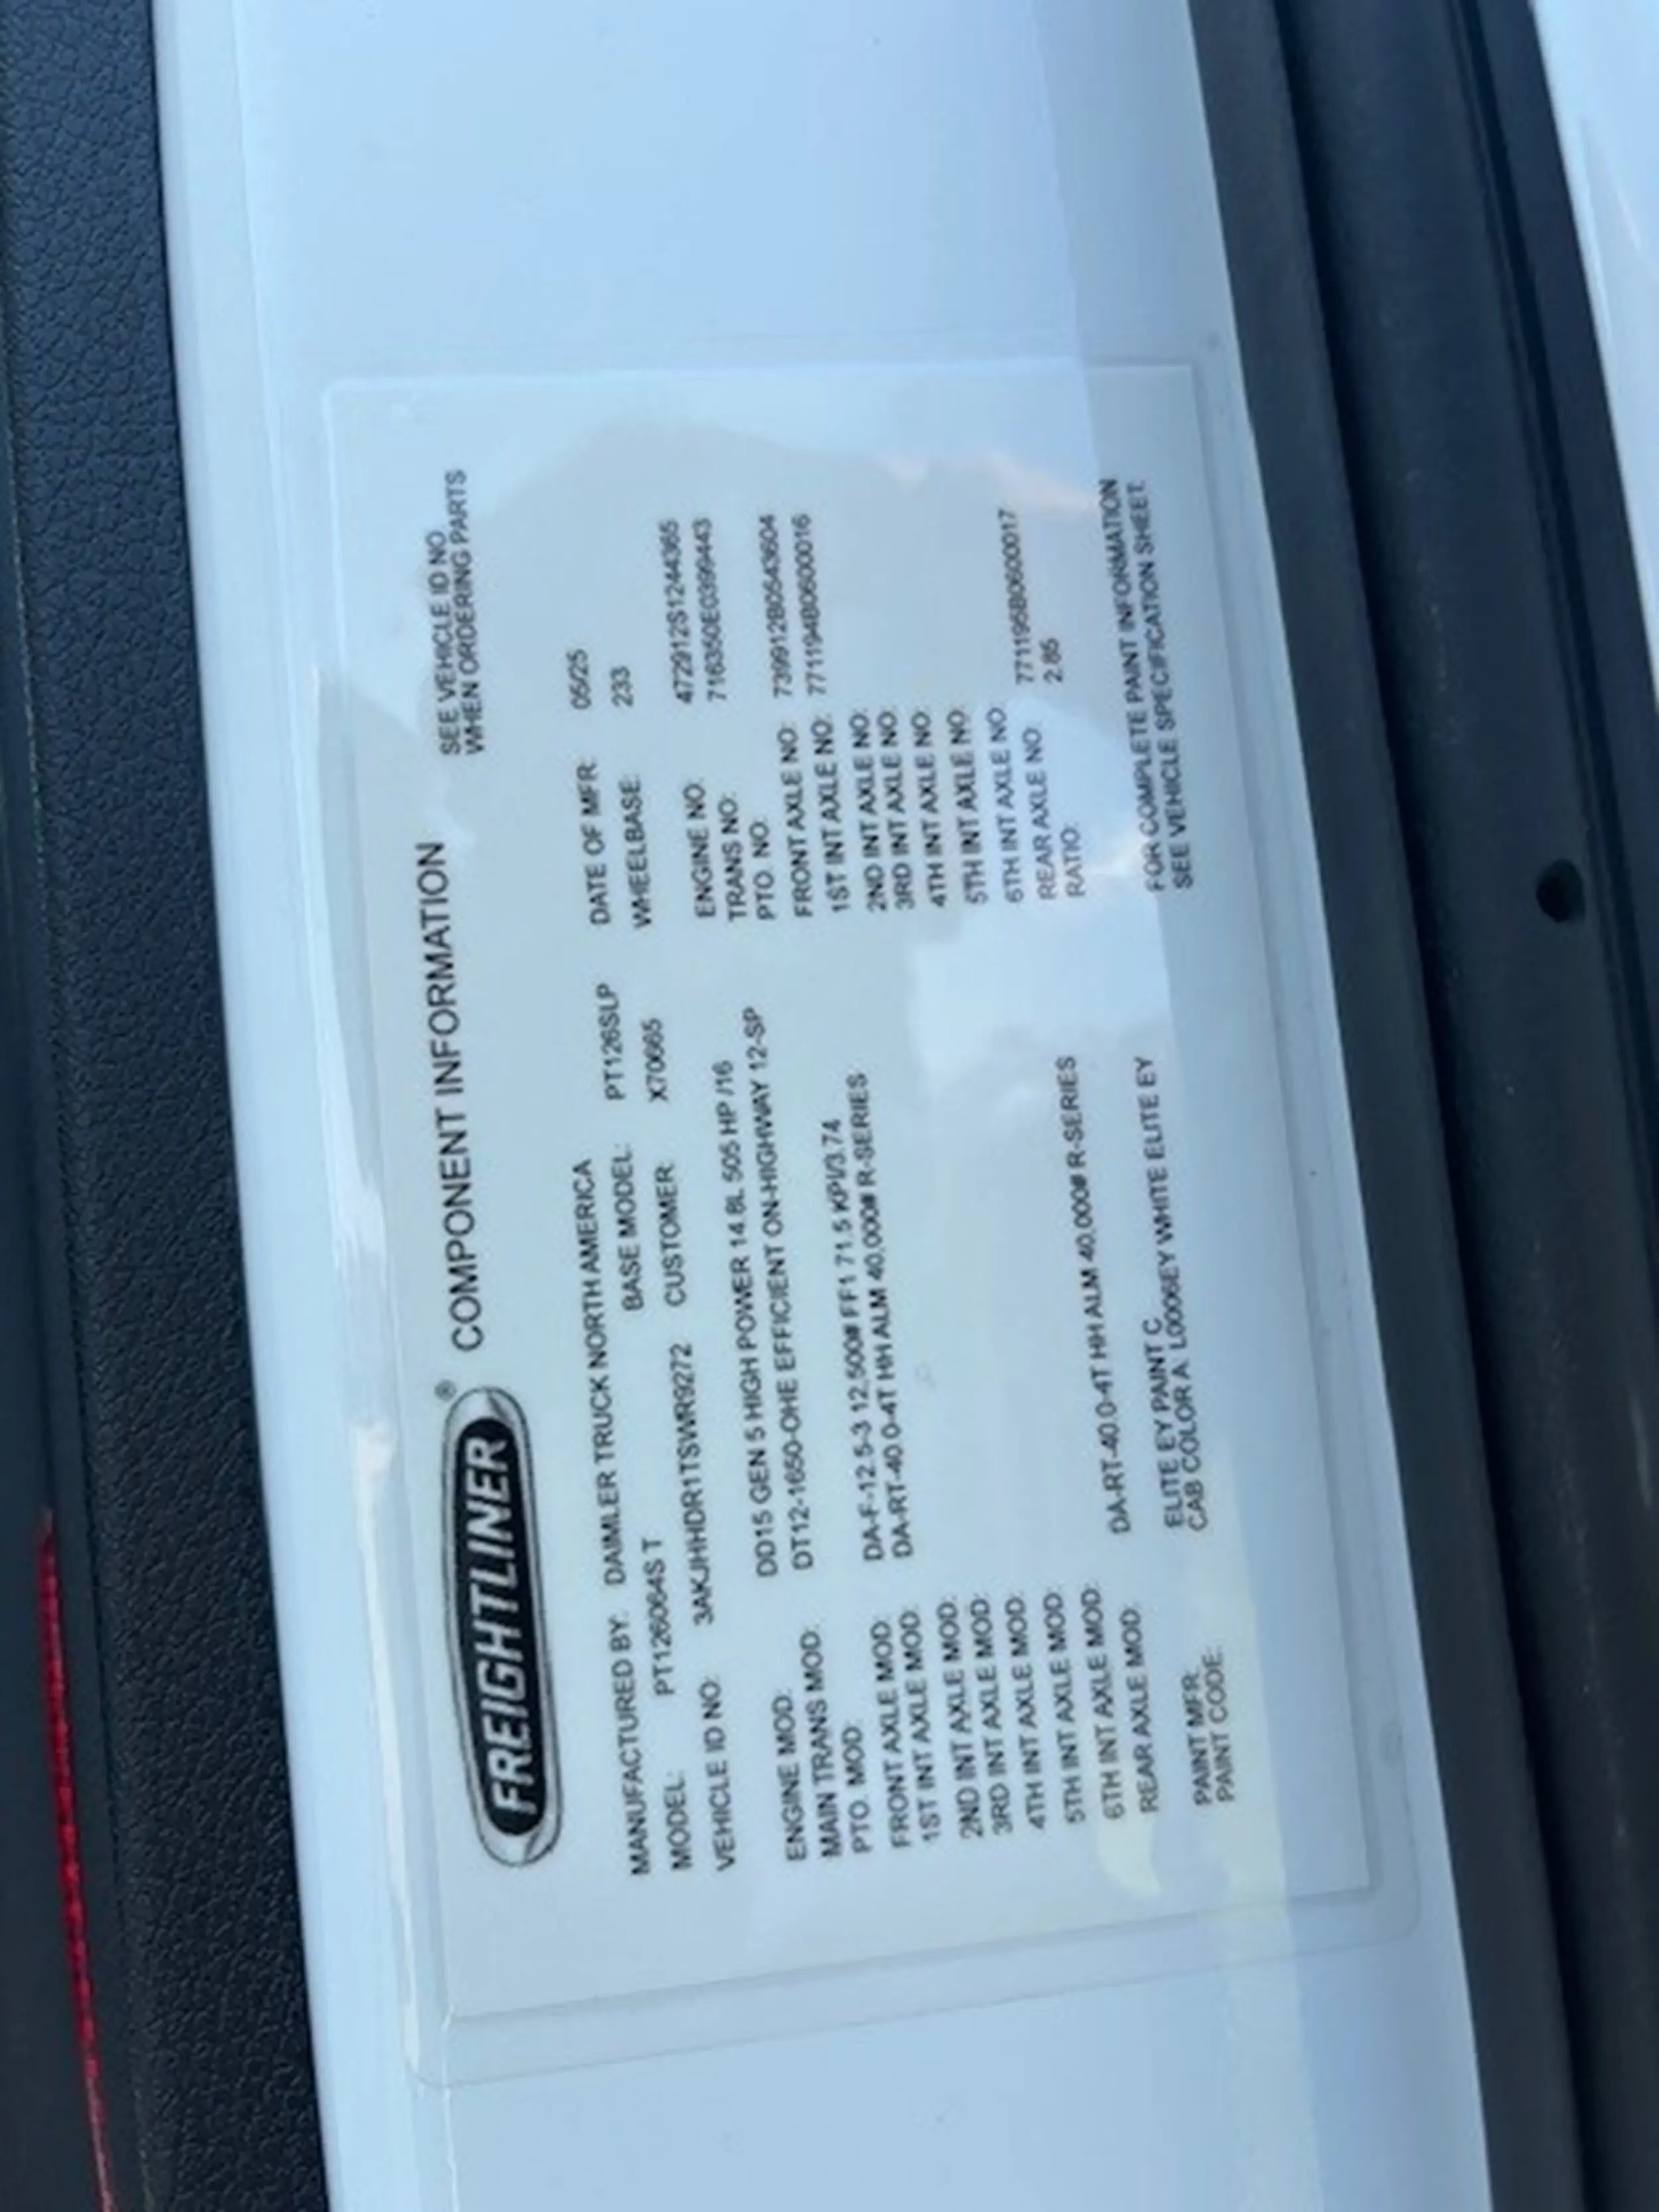 FREIGHTLINER® COMPONENT INFORMATION
SEE VEHICLE ID NO.
WHEN ORDERING PARTS
MANUFACTURED BY: DAIMLER TRUCK NORTH AMERICA DATE OF MFR: 05/25
MODEL: PT126064S T BASE MODEL: PT126SLP WHEELBASE: 233
VEHICLE ID NO: 3AKJHHDR1TSWR9272 CUSTOMER: X70665
ENGINE MOD: DD15 GEN 5 HIGH POWER 14.8L 505 HP /16 ENGINE NO: 472912S1244365
MAIN TRANS MOD: DT12-1650-OHE EFFICIENT ON-HIGHWAY 12-SP TRANS NO: 716350E0399443
PTO. MOD: PTO. NO:
FRONT AXLE MOD: DA-F-12.5-3 12,500# FF1 71.5 KPI/3.74 FRONT AXLE NO: 739912B0543604
1ST INT AXLE MOD: DA-RT-40.0-4T HH ALM 40,000# R-SERIES 1ST INT AXLE NO: 771194B0600016
2ND INT AXLE MOD: 2ND INT AXLE NO:
3RD INT AXLE MOD: 3RD INT AXLE NO:
4TH INT AXLE MOD: 4TH INT AXLE NO:
5TH INT AXLE MOD: 5TH INT AXLE NO:
6TH INT AXLE MOD: 6TH INT AXLE NO:
REAR AXLE MOD: DA-RT-40.0-4T HH ALM 40,000# R-SERIES REAR AXLE NO: 771195B0600017
RATIO: 2.85
PAINT MFR: ELITE EY PAINT C
PAINT CODE: CAB COLOR A: L0006EY WHITE ELITE EY
FOR COMPLETE PAINT INFORMATION
SEE VEHICLE SPECIFICATION SHEET.